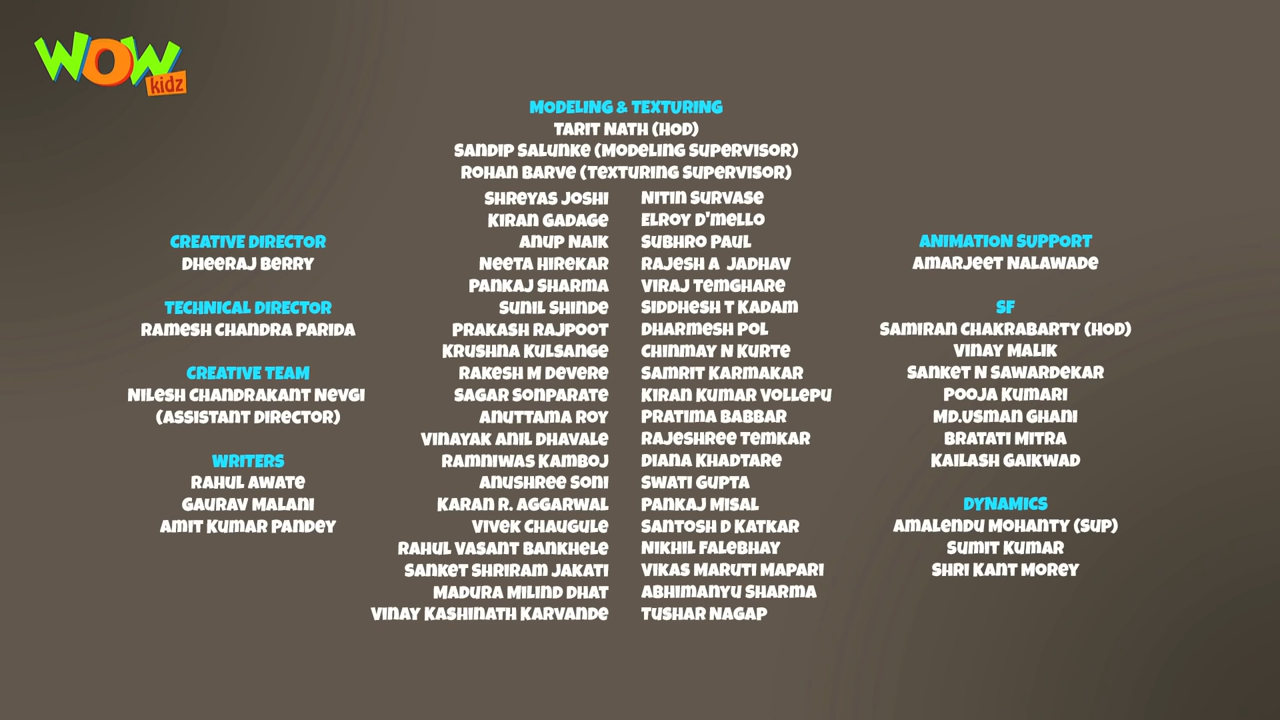 WOW
kidz
CREATIVE DIRECTOR
DHEERAJ BERRY
TECHNICAL DIRECTOR
RAMESH CHANDRA PARIDA
CREATIVE TEAM
NILESH CHANDRAKANT NEVGI
(ASSISTANT DIRECTOR)
WRITERS
RAHUL AWATE
GAURAV MALANI
AMIT KUMAR PANDEY
MODELING & TEXTURING
TARIT NATH (HOD)
SANDIP SALUNKE (MODELING SUPERVISOR)
ROHAN BARVE (TEXTURING SUPERVISOR)
SHREYAS JOSHI NITIN SURVASE
KIRAN GADAGE ELROY D'MELLO
ANUP NAIK SUBHRO PAUL
NEETA HIREKAR RAJESH A JADHAV
PANKAJ SHARMA VIRAJ TEMGHARE
SUNIL SHINDE SIDDHESH T KADAM
PRAKASH RAJPOOT DHARMESH POL
KRUSHNA KULSANGE CHINMAY N KURTE
RAKESH M DEVERE SAMRIT KARMAKAR
SAGAR SONPARATE KIRAN KUMAR VOLLEPU
ANUTTAMA ROY PRATIMA BABBAR
VINAYAK ANIL DHAVALE RAJESHREE TEMKAR
RAMNIWAS KAMBOJ DIANA KHADTARE
ANUSHREE SONI SWATI GUPTA
KARAN R. AGGARWAL PANKAJ MISAL
VIVEK CHAUGULE SANTOSH D KATKAR
RAHUL VASANT BANKHELE NIKHIL FALEBHAY
SANKET SHRIRAM JAKATI VIKAS MARUTI MAPARI
MADURA MILIND DHAT ABHIMANYU SHARMA
VINAY KASHINATH KARVANDE TUSHAR NAGAP
ANIMATION SUPPORT
AMARJEET NALAWADE
SF
SAMIRAN CHAKRABARTY (HOD)
VINAY MALIK
SANKET N SAWARDEKAR
POOJA KUMARI
MD.USMAN GHANI
BRATATI MITRA
KAILASH GAIKWAD
DYNAMICS
AMALENDU MOHANTY (SUP)
SUMIT KUMAR
SHRI KANT MOREY